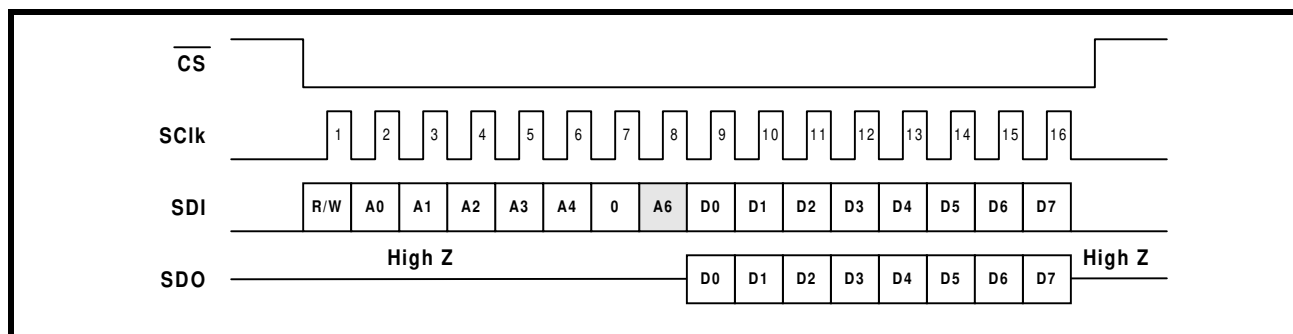 CS
SClk 1 2 3 4 5 6 7 8 9 10 11 12 13 14 15 16
SDI R/W A0 A1 A2 A3 A4 0 A6 D0 D1 D2 D3 D4 D5 D6 D7
High Z High Z
SDO D0 D1 D2 D3 D4 D5 D6 D7